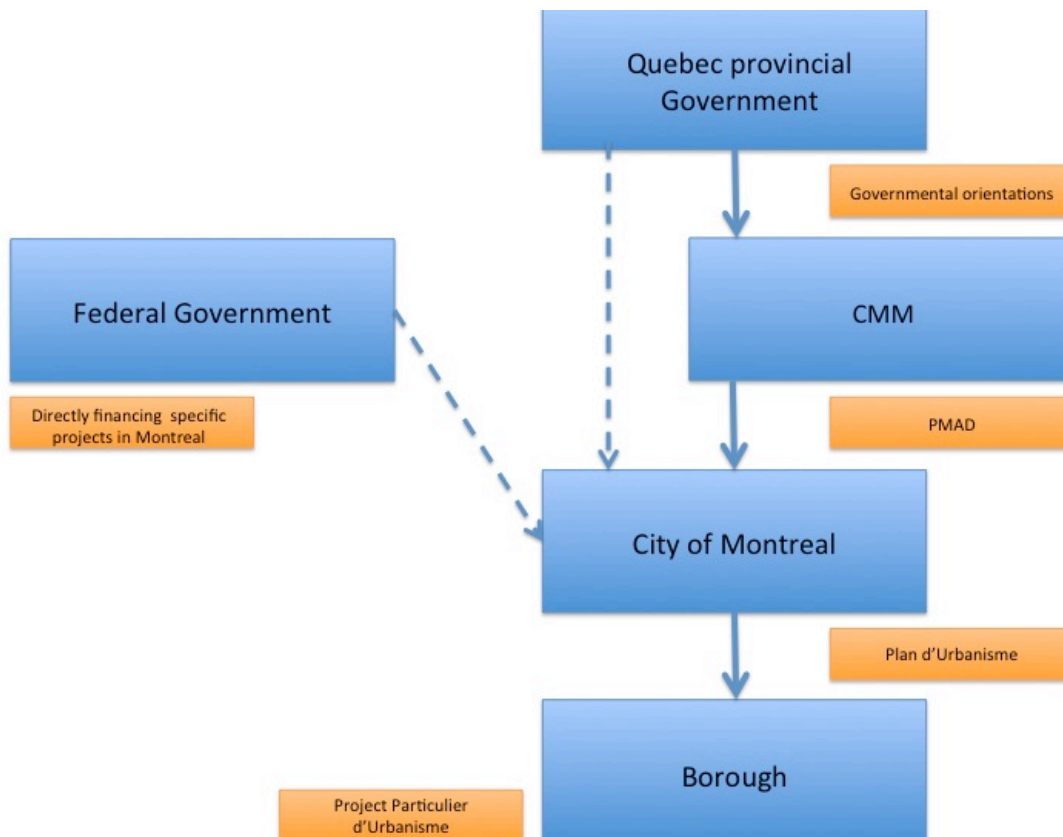 Quebec provincial
Government
Governmental orientations
Federal Government
CMM
Directly financing specific
projects in Montreal
PMAD
City of Montreal
Plan d’Urbanisme
Borough
Project Particulier
d’Urbanisme